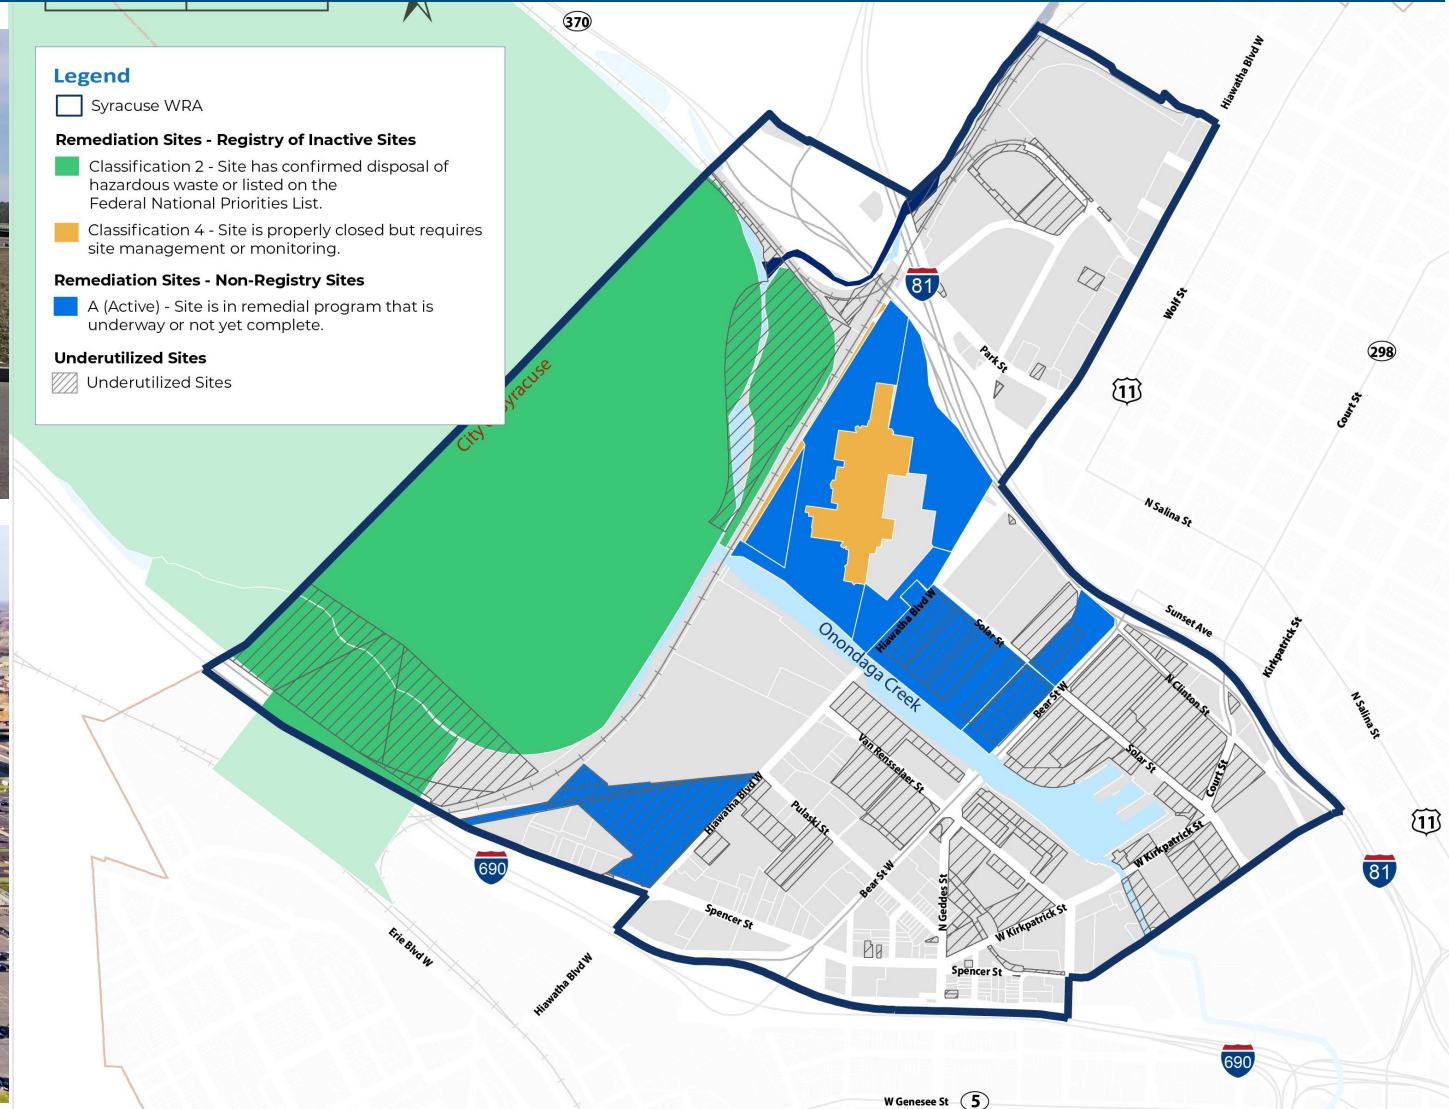 370
Legend
Syracuse WRA
Remediation Sites - Registry of Inactive Sites
Classification 2 - Site has confirmed disposal of
hazardous waste or listed on the
Federal National Priorities List.
Classification 4 - Site is properly closed but requires
site management or monitoring.
Remediation Sites - Non-Registry Sites
A (Active) - Site is in remedial program that is
underway or not yet complete.
Underutilized Sites
Underutilized Sites
City
Syracuse
Hiawatha Blvd W
81
Wolf St
Park St
298
11
Court St
N Salina St
Hiawatha Blvd W
Solar St
Sunset Ave
Kirkpatrick St
Onondaga Creek
Bear St W
N Clinton St
N Salina St
Van Rensselaer St
Solar St
Court St
Hiawatha Blvd W
Pulaski St
W Kirkpatrick St
11
690
81
Bear St W
N Geddes St
Spencer St
W Kirkpatrick St
Erie Blvd W
Spencer St
Hiawatha Blvd W
690
W Genesee St
5